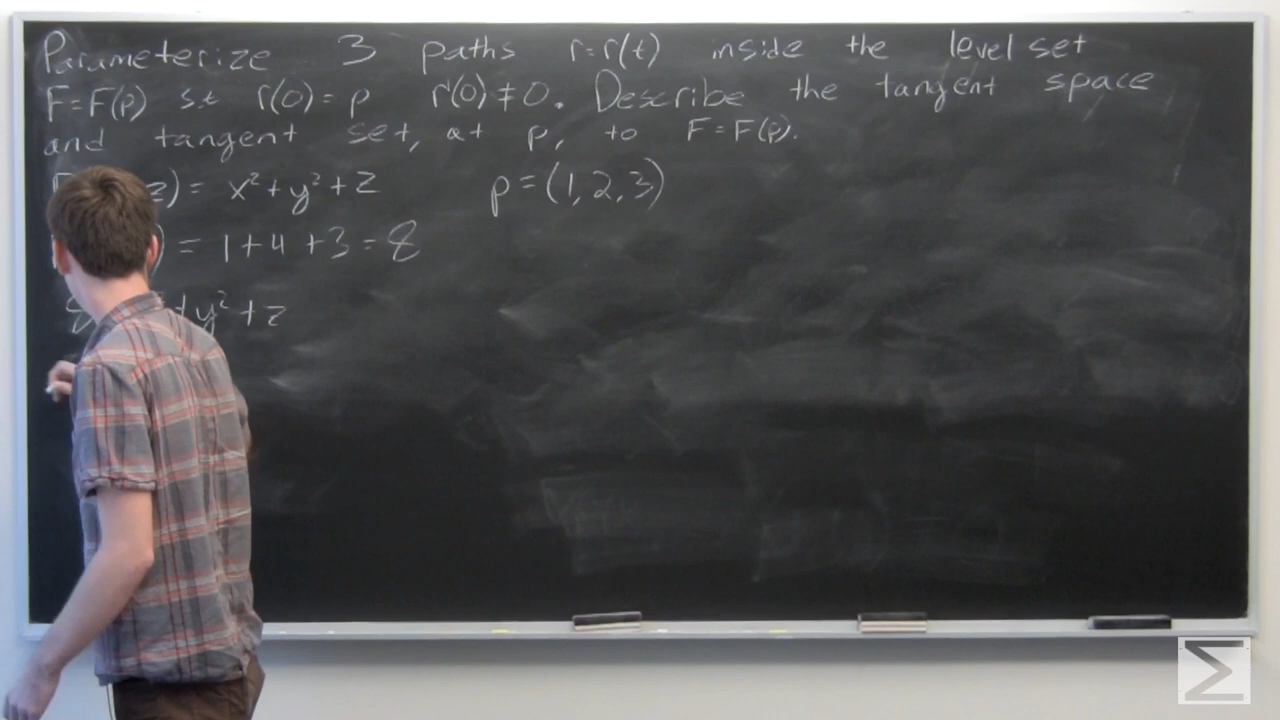 Parameterize 3 paths r=r(t) inside the level set
F=F(p) st r(0)=p r'(0)≠0. Describe the tangent space
and tangent set, at p, to F=F(p).
z) = x²+y²+z p=(1,2,3)
) = 1+4+3=8
+y²+z
Σ